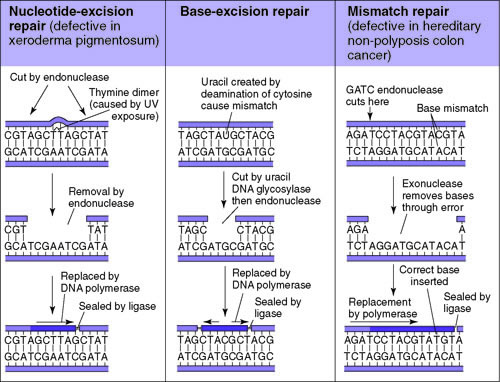 Nucleotide-excision
repair (defective in
xeroderma pigmentosum)
Cut by endonuclease
Thymine dimer
(caused by UV
exposure)
CGTAGCTTAGCTAT
GCATCGAATCGATA
Removal by
endonuclease
CGT TAT
GCATCGAATCGATA
Replaced by
DNA polymerase
Sealed by ligase
CGTAGCTTAGCTAT
GCATCGAATCGATA
Base-excision repair
Uracil created by
deamination of cytosine
cause mismatch
TAGCTAUGCTACG
ATCGATGCGATGC
Cut by uracil
DNA glycosylase
then endonuclease
TAGC CTACG
ATCGATGCGATGC
Replaced by
DNA polymerase
Sealed by
ligase
TAGCTACGCTACG
ATCGATGCGATGC
Mismatch repair
(defective in hereditary
non-polyposis colon
cancer)
GATC endonuclease
cuts here
Base mismatch
AGATCCTACGTACGTA
TCTAGGATGCATACAT
Exonuclease
removes bases
through error
AGA A
TCTAGGATGCATACAT
Correct base
inserted
Replacement
by polymerase
Sealed by
ligase
AGATCCTACGTATGTA
TCTAGGATGCATACAT